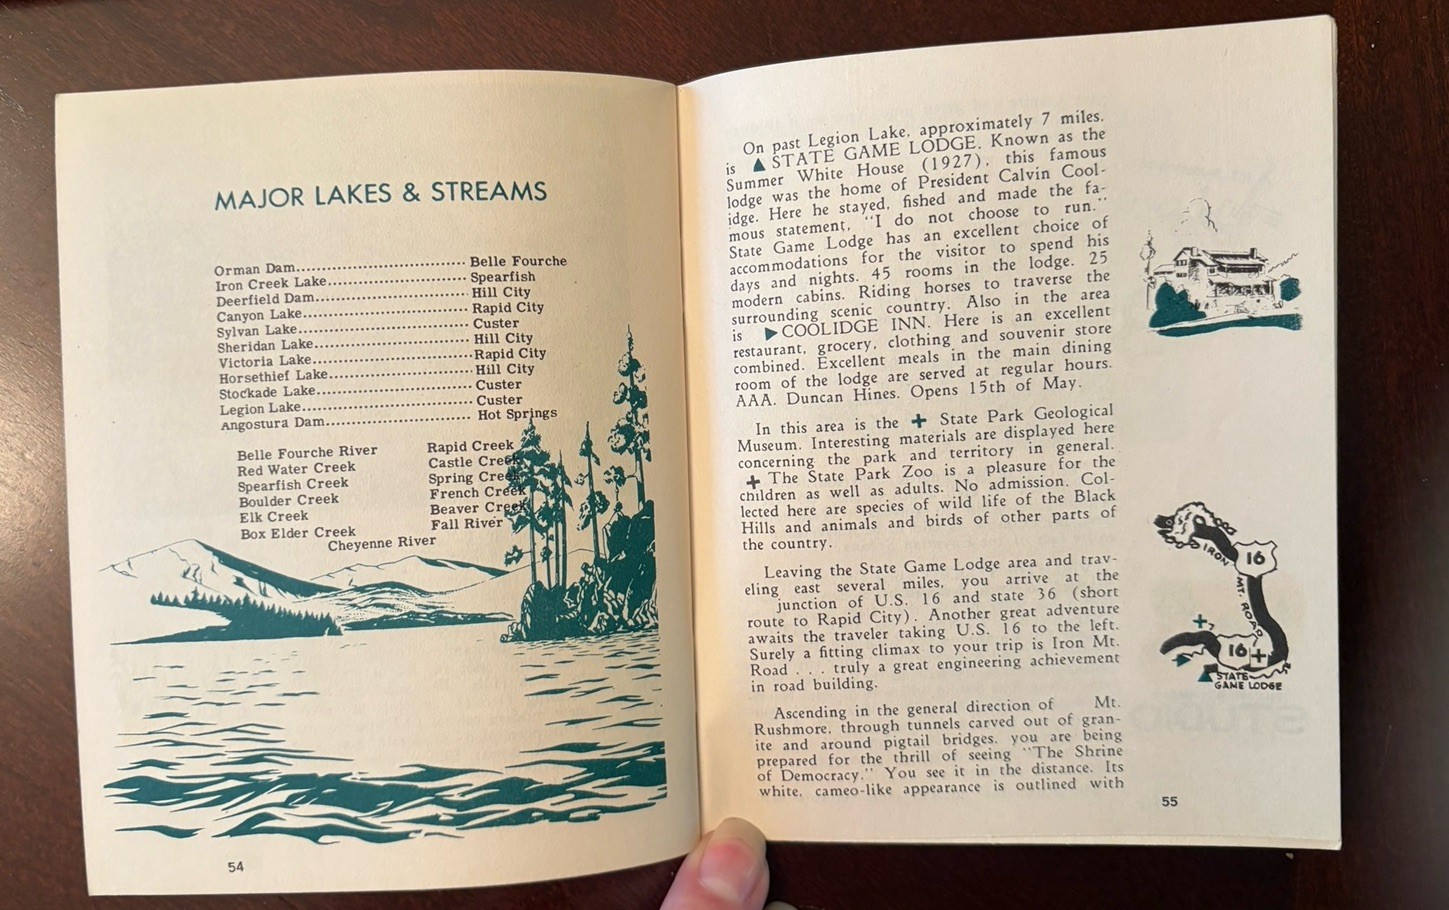 MAJOR LAKES & STREAMS
Orman Dam........................................ Belle Fourche
Iron Creek Lake................................. Spearfish
Deerfield Dam.................................... Hill City
Canyon Lake....................................... Rapid City
Sylvan Lake........................................ Custer
Sheridan Lake..................................... Hill City
Victoria Lake..................................... Rapid City
Horsethief Lake.................................. Hill City
Stockade Lake.................................... Custer
Legion Lake....................................... Custer
Angostura Dam................................... Hot Springs
Belle Fourche River Rapid Creek
Red Water Creek Castle Creek
Spearfish Creek Spring Creek
Boulder Creek French Creek
Elk Creek Beaver Creek
Box Elder Creek Fall River
Cheyenne River
54
On past Legion Lake, approximately 7 miles,
is ▲ STATE GAME LODGE. Known as the
Summer White House (1927), this famous
lodge was the home of President Calvin Cool-
idge. Here he stayed, fished and made the fa-
mous statement, "I do not choose to run."
State Game Lodge has an excellent choice of
accommodations for the visitor to spend his
days and nights. 45 rooms in the lodge. 25
modern cabins. Riding horses to traverse the
surrounding scenic country. Also in the area
is ▶ COOLIDGE INN. Here is an excellent
restaurant, grocery, clothing and souvenir store
combined. Excellent meals in the main dining
room of the lodge are served at regular hours.
AAA. Duncan Hines. Opens 15th of May.
In this area is the + State Park Geological
Museum. Interesting materials are displayed here
concerning the park and territory in general.
+ The State Park Zoo is a pleasure for the
children as well as adults. No admission. Col-
lected here are species of wild life of the Black
Hills and animals and birds of other parts of
the country.
Leaving the State Game Lodge area and trav-
eling east several miles, you arrive at the
junction of U.S. 16 and state 36 (short
route to Rapid City). Another great adventure
awaits the traveler taking U.S. 16 to the left.
Surely a fitting climax to your trip is Iron Mt.
Road . . . truly a great engineering achievement
in road building.
Ascending in the general direction of Mt.
Rushmore, through tunnels carved out of gran-
ite and around pigtail bridges, you are being
prepared for the thrill of seeing "The Shrine
of Democracy." You see it in the distance. Its
white, cameo-like appearance is outlined with
IRON
MT. ROAD
16
7
16
STATE
GAME LODGE
55